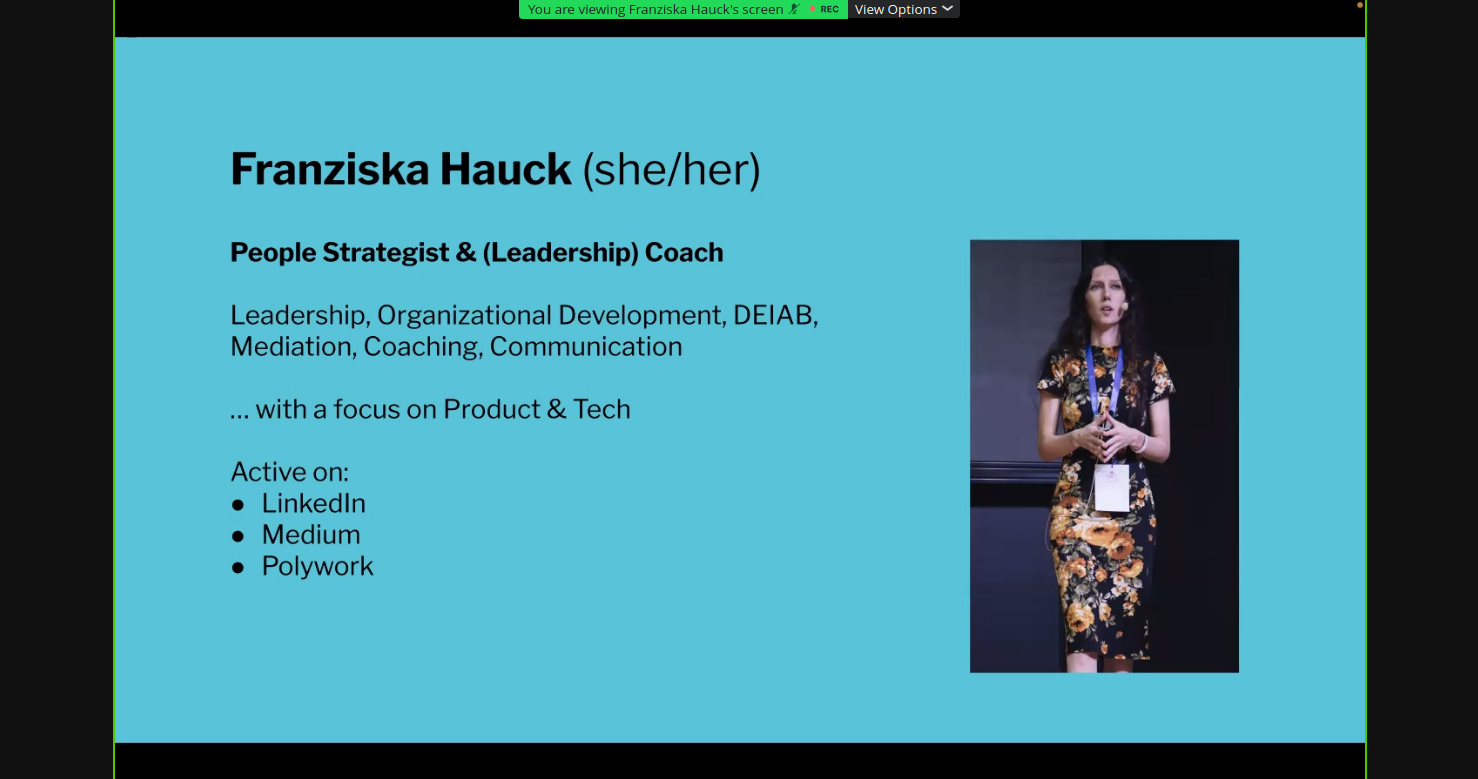 You are viewing Franziska Hauck's screen REC View Options
Franziska Hauck (she/her)
People Strategist & (Leadership) Coach
Leadership, Organizational Development, DEIAB,
Mediation, Coaching, Communication
... with a focus on Product & Tech
Active on:
● LinkedIn
● Medium
● Polywork